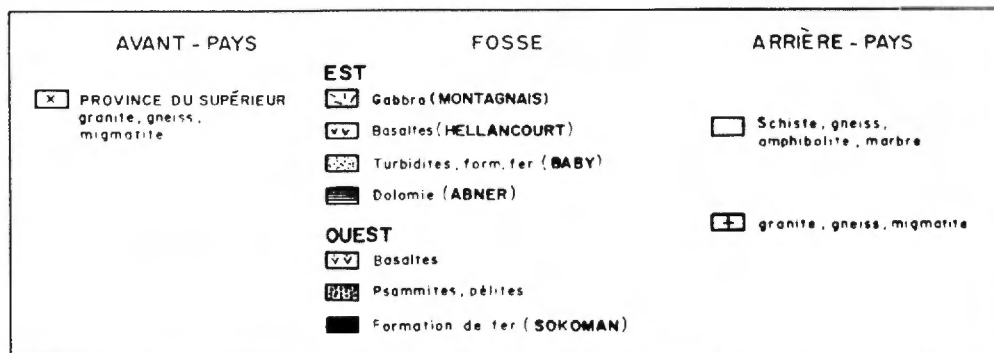 AVANT - PAYS
x PROVINCE DU SUPÉRIEUR
granite, gneiss,
migmatite
FOSSE
EST
Gabbro (MONTAGNAIS)
v v Basaltes (HELLANCOURT)
Turbidites, form. fer (BABY)
Dolomie (ABNER)
OUEST
v v Basaltes
Psammites, pélites
Formation de fer (SOKOMAN)
ARRIÈRE - PAYS
Schiste, gneiss,
amphibolite, marbre
+ granite, gneiss, migmatite